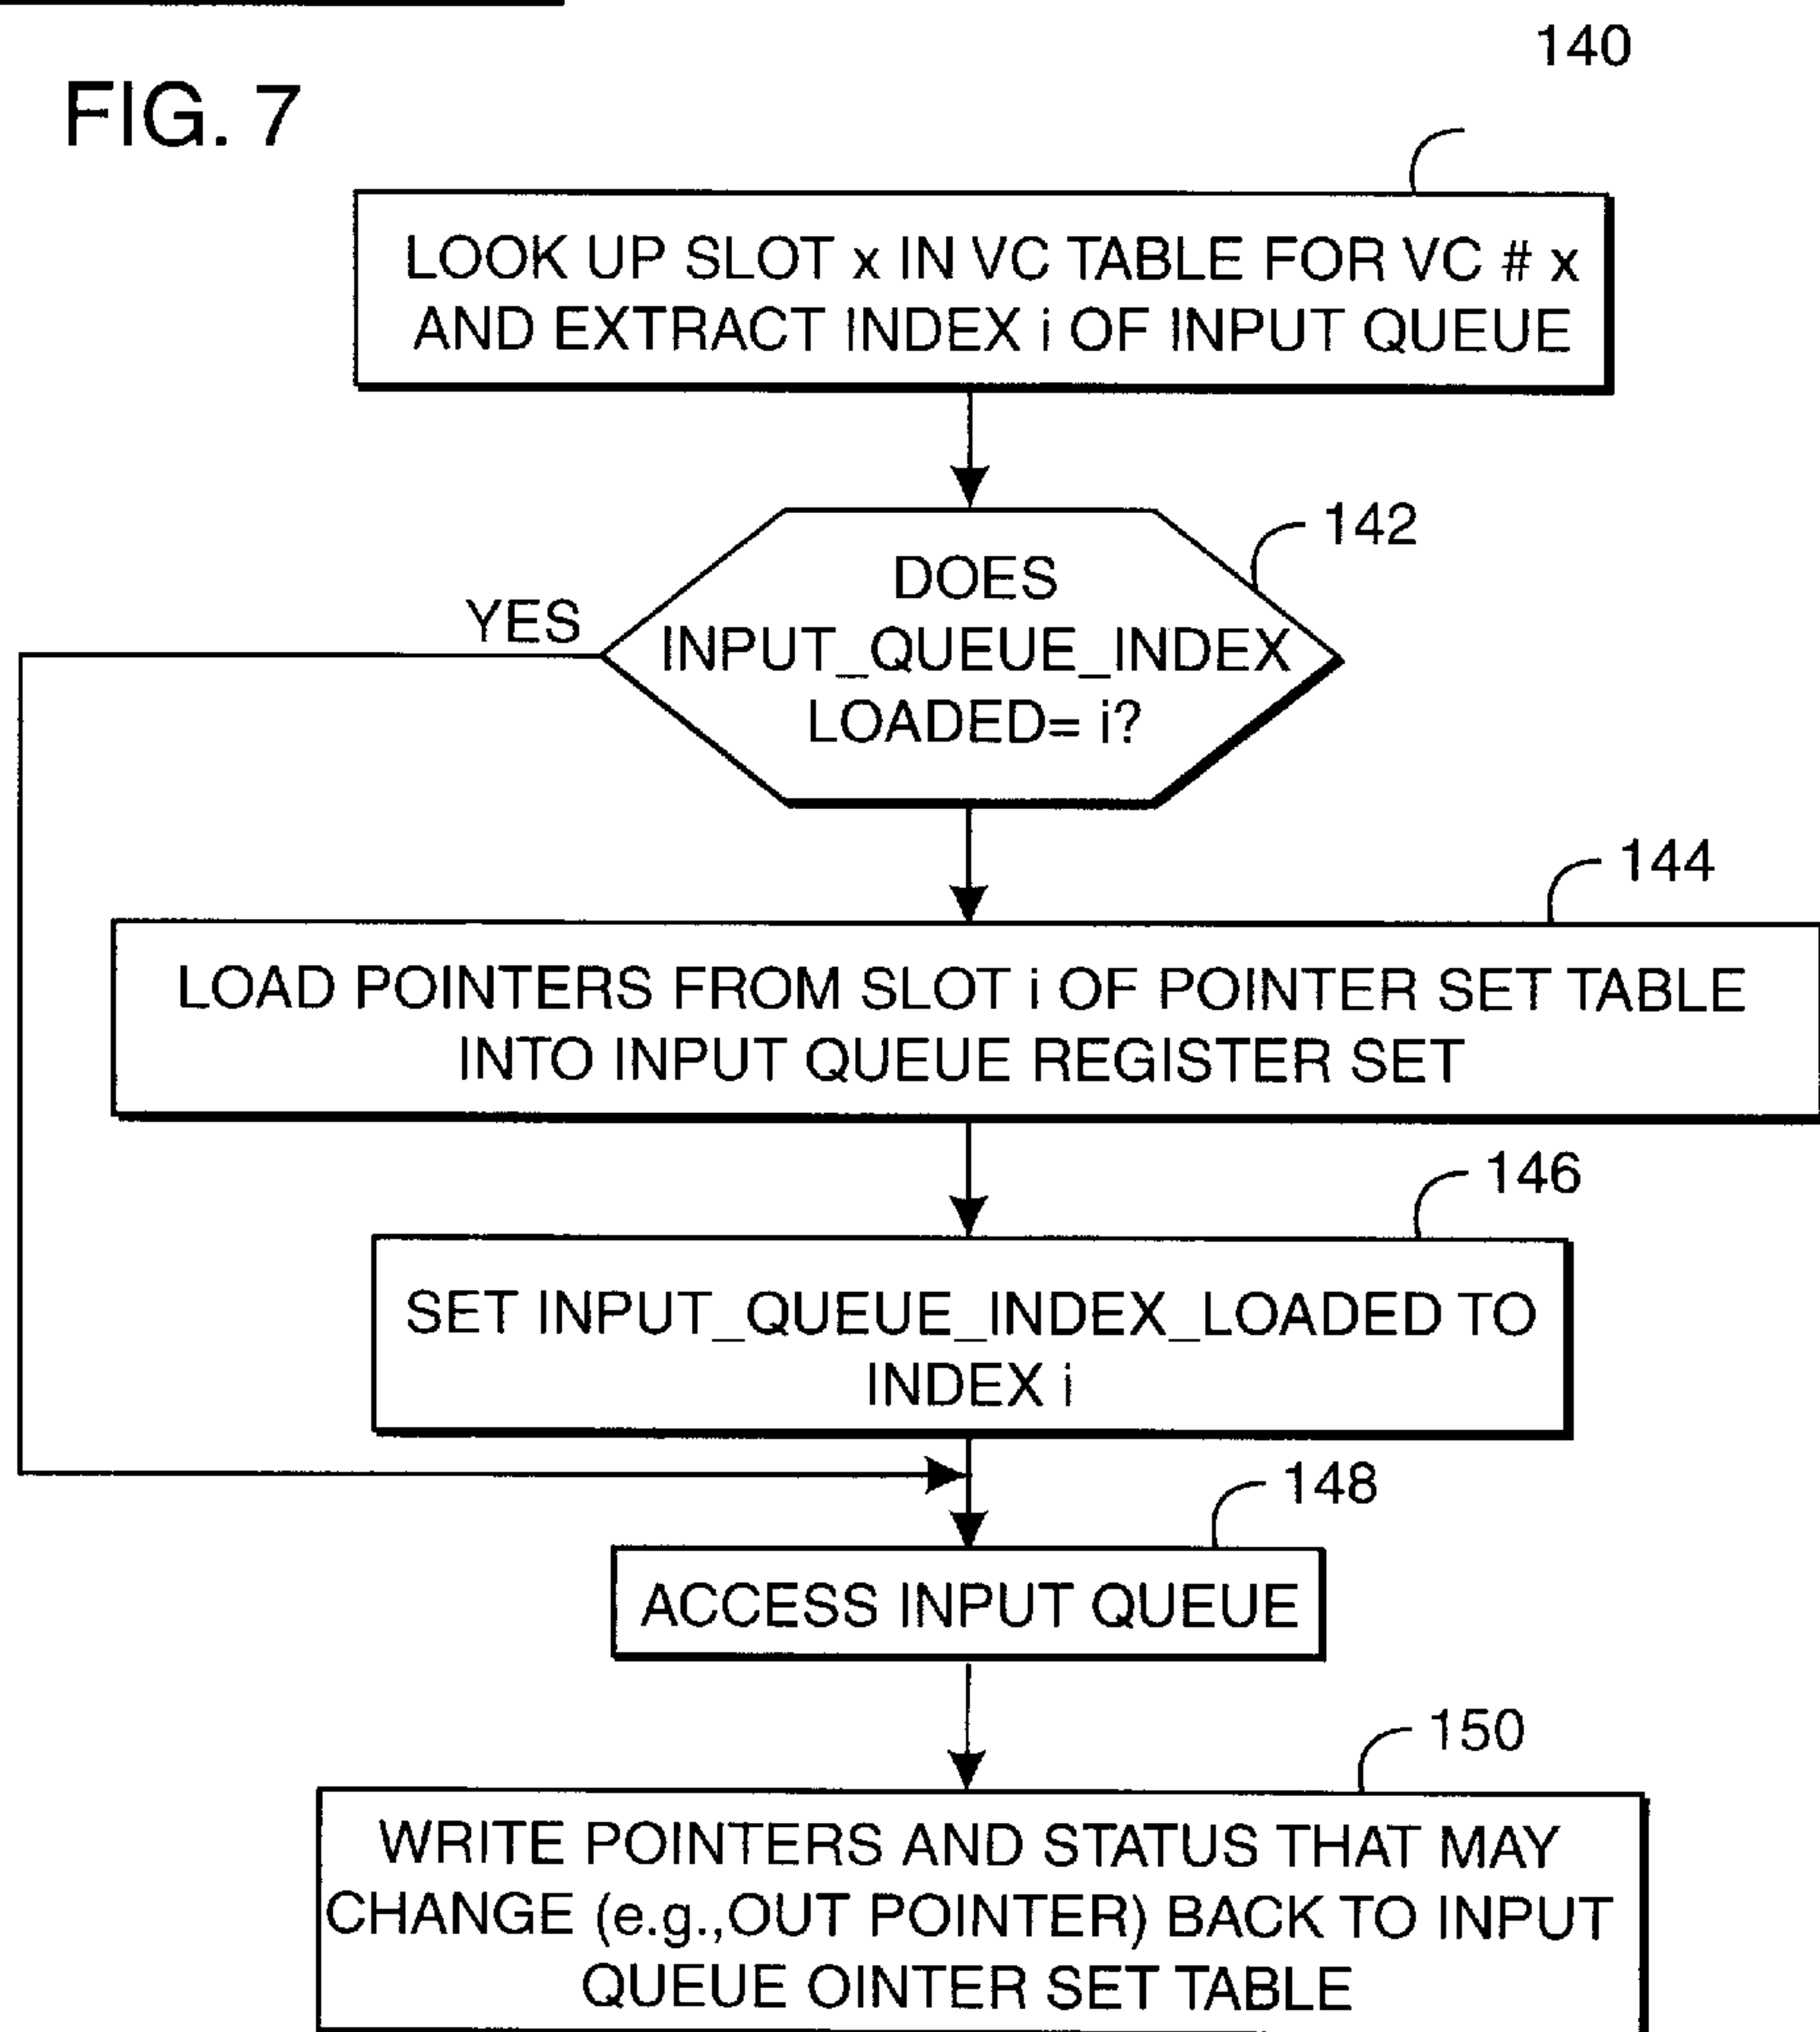 140
FIG. 7
LOOK UP SLOT x IN VC TABLE FOR VC # x
AND EXTRACT INDEX i OF INPUT QUEUE
142
DOES
YES
INPUT_QUEUE_INDEX
LOADED= i?
144
LOAD POINTERS FROM SLOT i OF POINTER SET TABLE
INTO INPUT QUEUE REGISTER SET
146
SET INPUT_QUEUE_INDEX_LOADED TO
INDEX i
148
ACCESS INPUT QUEUE
150
WRITE POINTERS AND STATUS THAT MAY
CHANGE (e.g.,OUT POINTER) BACK TO INPUT
QUEUE OINTER SET TABLE